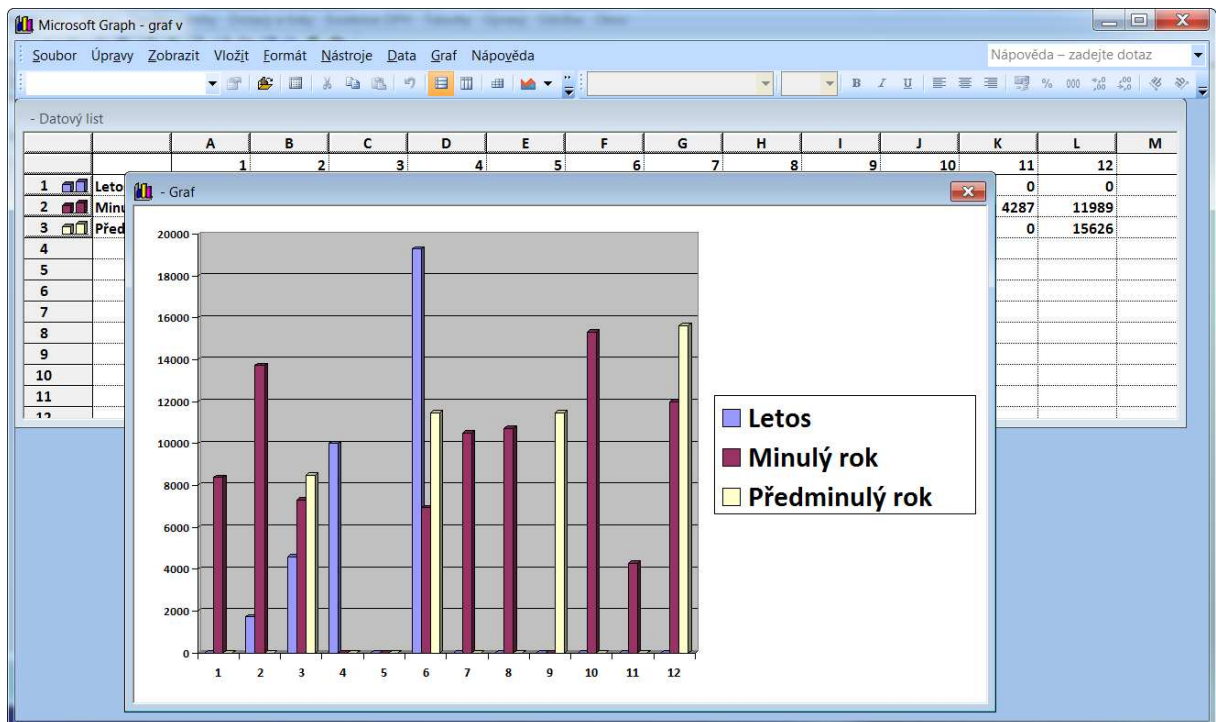 Microsoft Graph - graf v
Soubor Úpravy Zobrazit Vložit Formát Nástroje Data Graf Nápověda
Nápověda – zadejte dotaz
B I U % 000
- Datový list
A B C D E F G H I J K L M
1 2 3 4 5 6 7 8 9 10 11 12
1 Leto 0 0
2 Minu 4287 11989
3 Před 0 15626
4
5
6
7
8
9
10
11
12
- Graf
20000
18000
16000
14000
12000
10000
8000
6000
4000
2000
0
1 2 3 4 5 6 7 8 9 10 11 12
Letos
Minulý rok
Předminulý rok